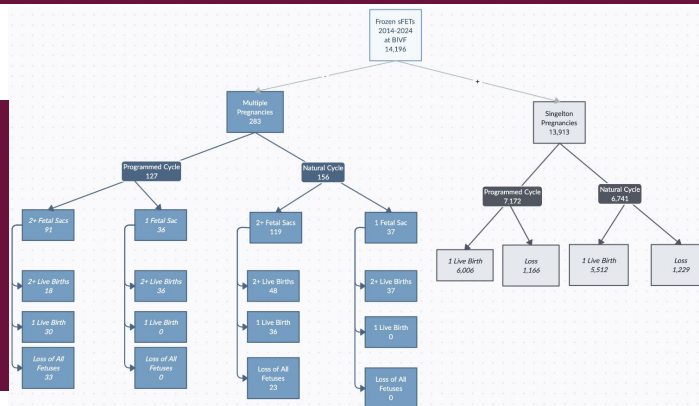 Frozen sFETs
2014-2024
at BIVF
14,196
-
+
Multiple
Pregnancies
283
Singelton
Pregnancies
13,913
Programmed Cycle
127
Natural Cycle
156
Programmed Cycle
7,172
Natural Cycle
6,741
2+ Fetal Sacs
91
1 Fetal Sac
36
2+ Fetal Sacs
119
1 Fetal Sac
37
1 Live Birth
6,006
Loss
1,166
1 Live Birth
5,512
Loss
1,229
2+ Live Births
18
2+ Live Births
36
2+ Live Births
48
2+ Live Births
37
1 Live Birth
30
1 Live Birth
0
1 Live Birth
36
1 Live Birth
0
Loss of All
Fetuses
33
Loss of All
Fetuses
0
Loss of All
Fetuses
23
Loss of All
Fetuses
0